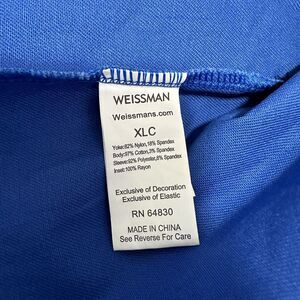 WEISSMAN
Weissmans.com
XLC
Yoke:82% Nylon,18% Spandex
Body:97% Cotton,3% Spandex
Sleeve:92% Polyester,8% Spandex
Inset:100% Rayon
Exclusive of Decoration
Exclusive of Elastic
RN 64830
MADE IN CHINA
See Reverse For Care